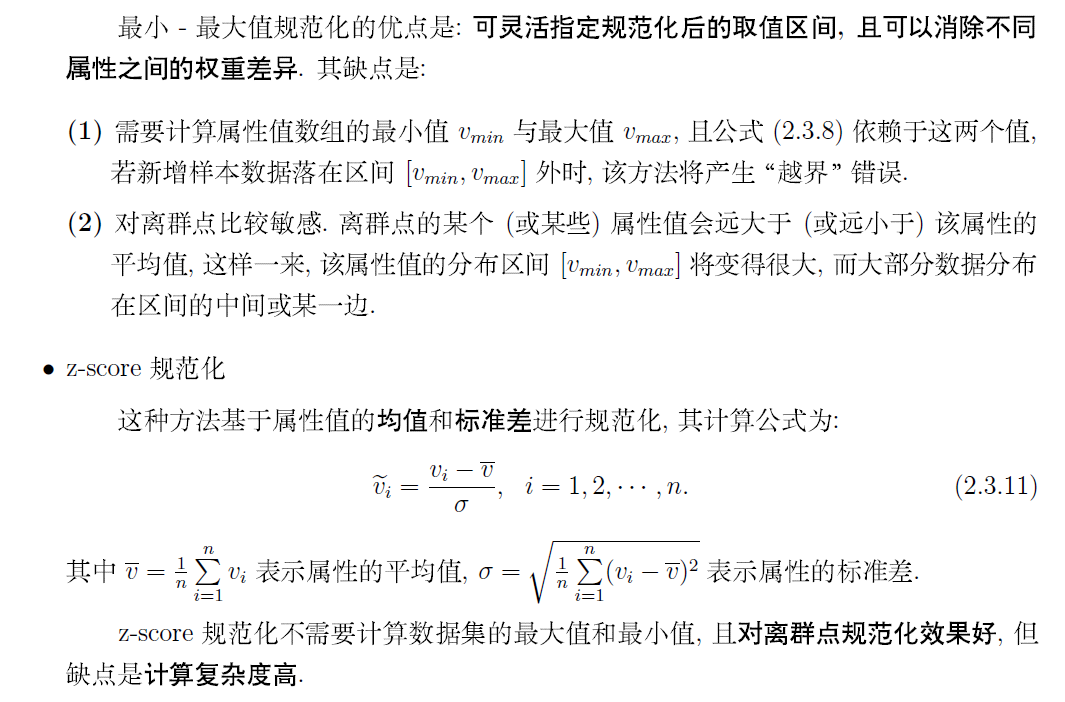 最小 - 最大值规范化的优点是: 可灵活指定规范化后的取值区间, 且可以消除不同
属性之间的权重差异. 其缺点是:
(1) 需要计算属性值数组的最小值 $v_{min}$ 与最大值 $v_{max}$, 且公式 (2.3.8) 依赖于这两个值,
若新增样本数据落在区间 $[v_{min}, v_{max}]$ 外时, 该方法将产生 “越界” 错误.
(2) 对离群点比较敏感. 离群点的某个 (或某些) 属性值会远大于 (或远小于) 该属性的
平均值, 这样一来, 该属性值的分布区间 $[v_{min}, v_{max}]$ 将变得很大, 而大部分数据分布
在区间的中间或某一边.
• z-score 规范化
这种方法基于属性值的均值和标准差进行规范化, 其计算公式为:
$\widetilde{v}_i = \frac{v_i - \overline{v}}{\sigma}, \quad i = 1, 2, \cdots, n.$ (2.3.11)
其中 $\overline{v} = \frac{1}{n}\sum_{i=1}^{n} v_i$ 表示属性的平均值, $\sigma = \sqrt{\frac{1}{n}\sum_{i=1}^{n}(v_i - \overline{v})^2}$ 表示属性的标准差.
z-score 规范化不需要计算数据集的最大值和最小值, 且对离群点规范化效果好, 但
缺点是计算复杂度高.